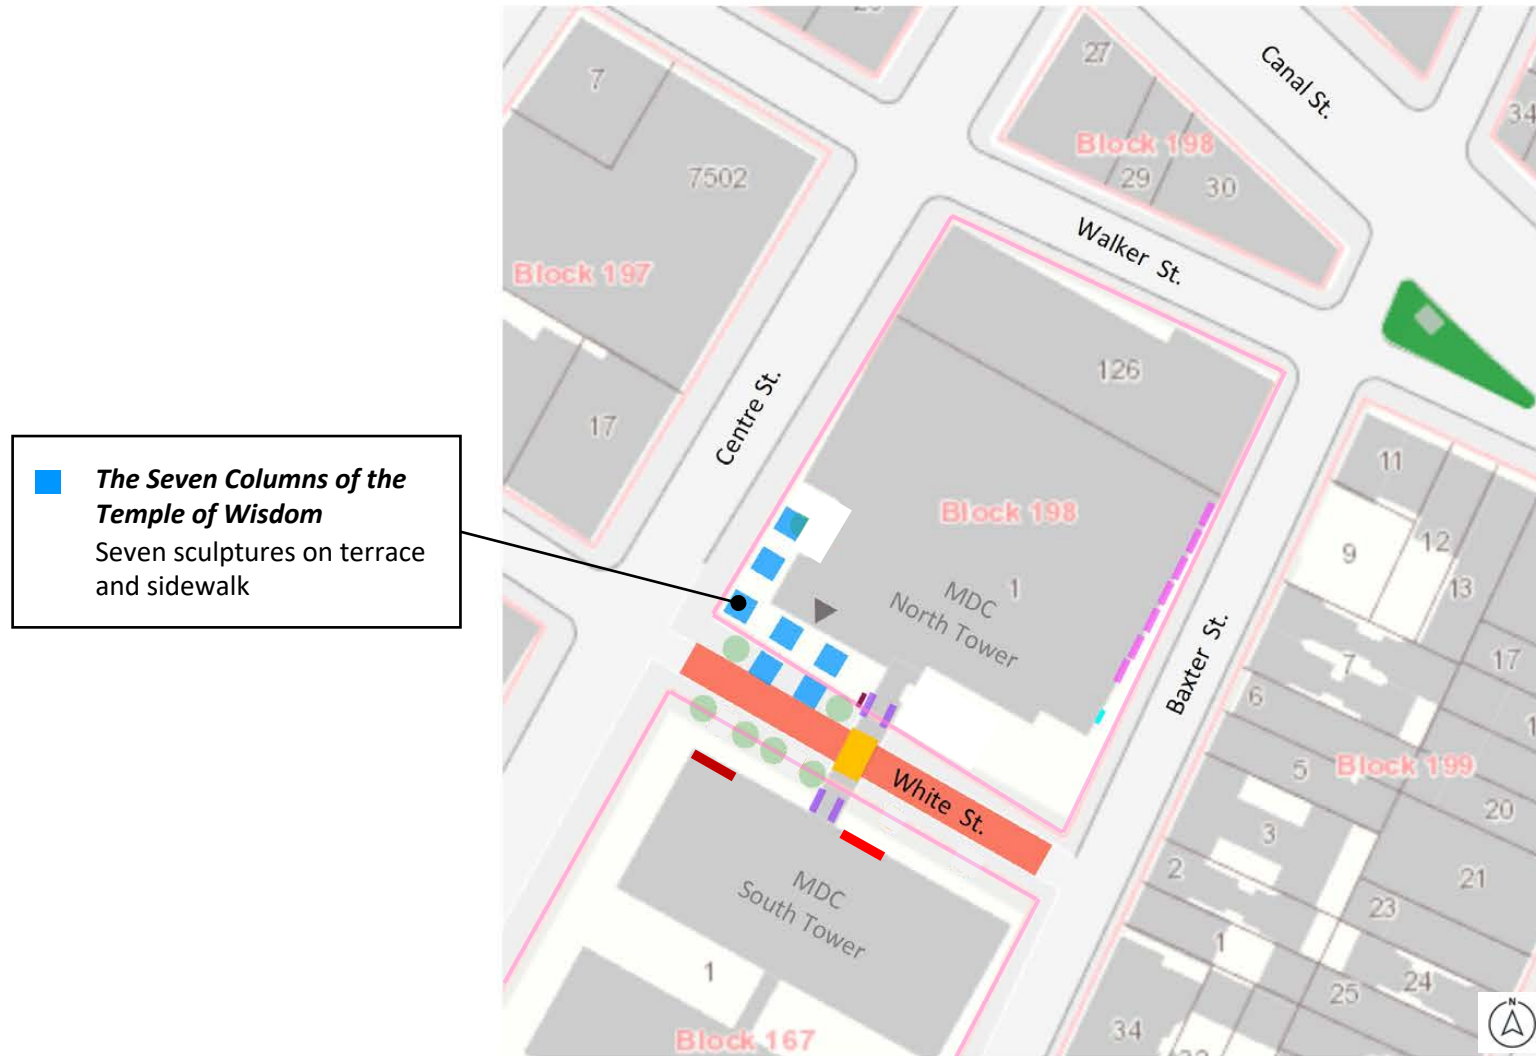 The Seven Columns of the
Temple of Wisdom
Seven sculptures on terrace
and sidewalk
27
Canal St.
7
34
Block 198
7502
29
30
Walker St.
Block 197
126
Centre St.
17
11
Block 198
12
9
13
MDC
North Tower
1
7
17
Baxter St.
6
1
5
Block 199
White St.
20
3
2
21
MDC
South Tower
23
1
1
24
25
34
Block 167
N